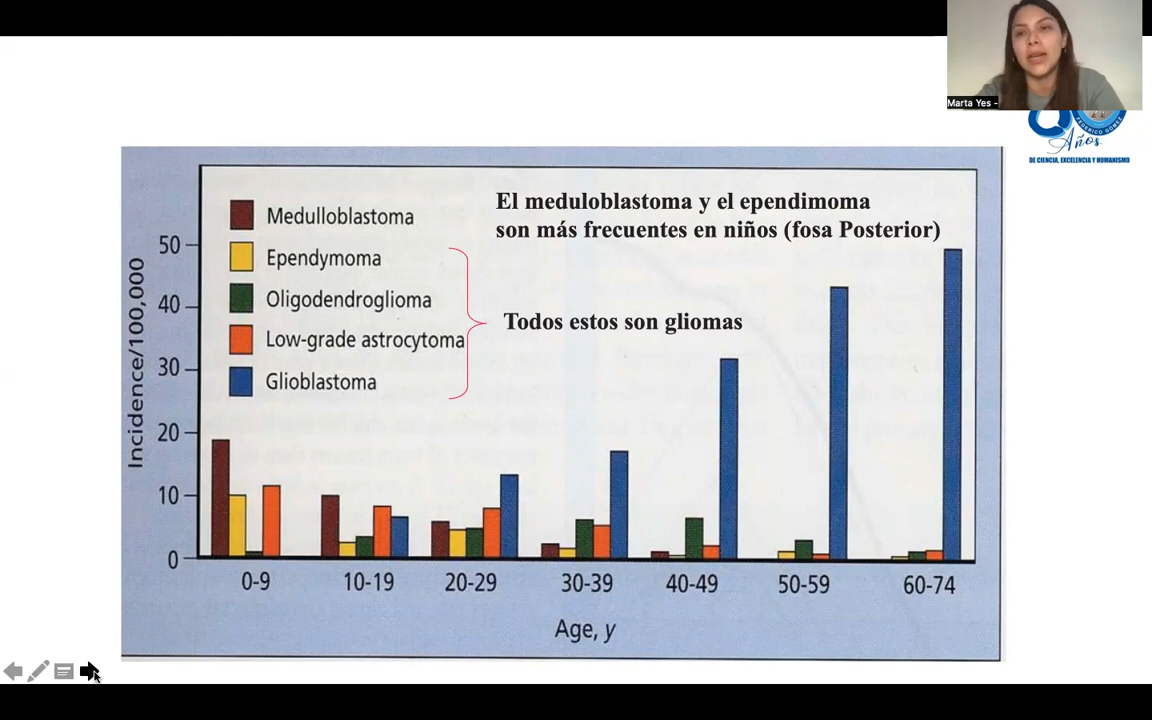 Marta Yes -
FEDERICO GÓMEZ
Años
DE CIENCIA, EXCELENCIA Y HUMANISMO
El meduloblastoma y el ependimoma
son más frecuentes en niños (fosa Posterior)
Medulloblastoma
Ependymoma
Oligodendroglioma
Low-grade astrocytoma
Glioblastoma
Todos estos son gliomas
Incidence/100,000
50
40
30
20
10
0
0-9
10-19
20-29
30-39
40-49
50-59
60-74
Age, y